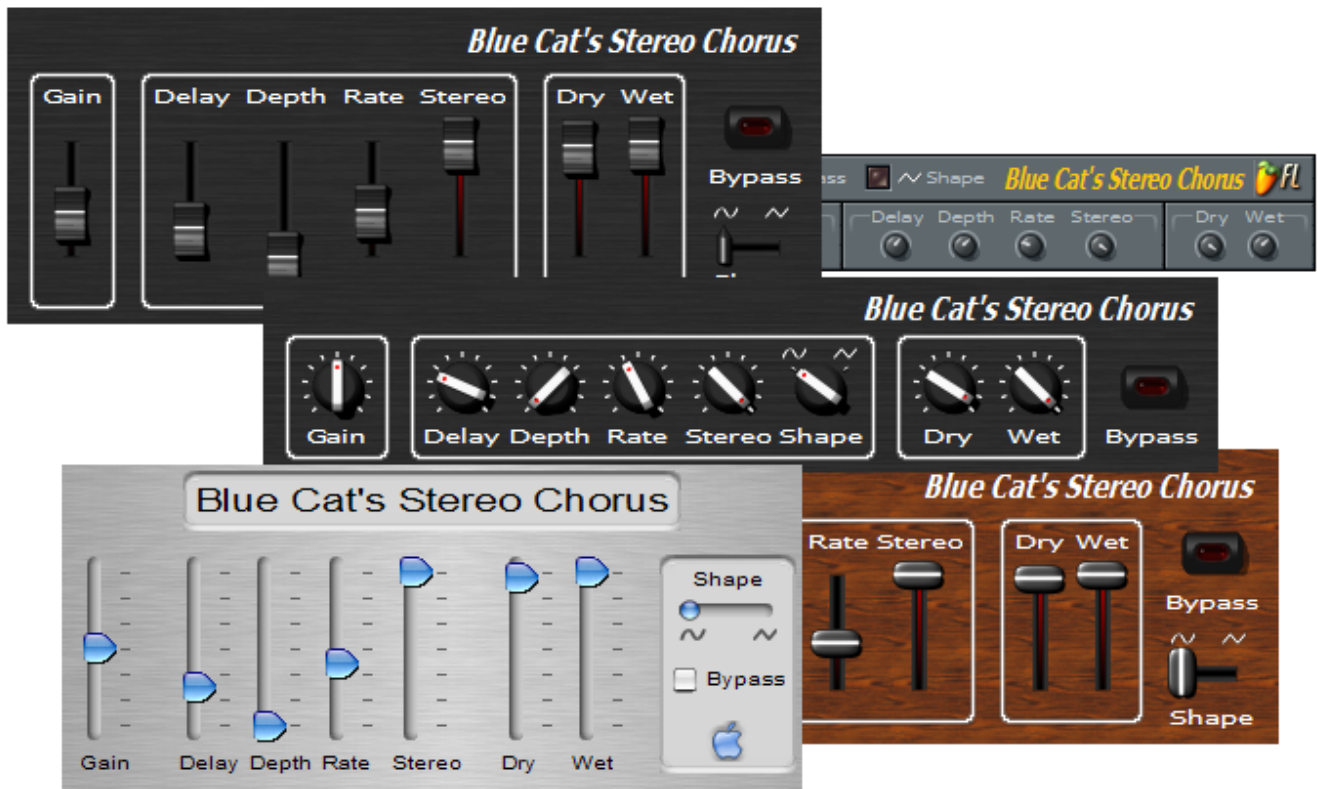 Blue Cat's Stereo Chorus
Gain
Delay Depth Rate Stereo
Dry Wet
Bypass
Shape
Blue Cat's Stereo Chorus
FL
Delay Depth Rate Stereo
Dry Wet
Blue Cat's Stereo Chorus
Gain
Delay Depth Rate Stereo Shape
Dry Wet
Bypass
Blue Cat's Stereo Chorus
Gain
Delay Depth Rate Stereo
Dry Wet
Shape
Bypass
Blue Cat's Stereo Chorus
Rate Stereo
Dry Wet
Bypass
Shape